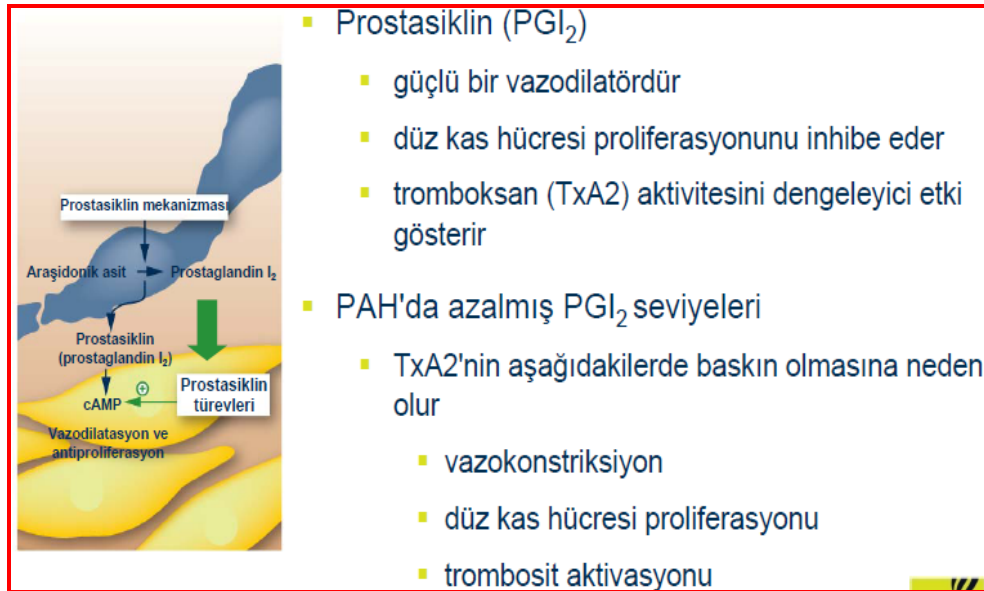 Prostasiklin mekanizması
Araşidonik asit
Prostaglandin I₂
Prostasiklin
(prostaglandin I₂)
cAMP
+
Prostasiklin
türevleri
Vazodilatasyon ve
antiproliferasyon
Prostasiklin (PGI₂)
güçlü bir vazodilatördür
düz kas hücresi proliferasyonunu inhibe eder
tromboksan (TxA2) aktivitesini dengeleyici etki
gösterir
PAH'da azalmış PGI₂ seviyeleri
TxA2'nin aşağıdakilerde baskın olmasına neden
olur
vazokonstriksiyon
düz kas hücresi proliferasyonu
trombosit aktivasyonu